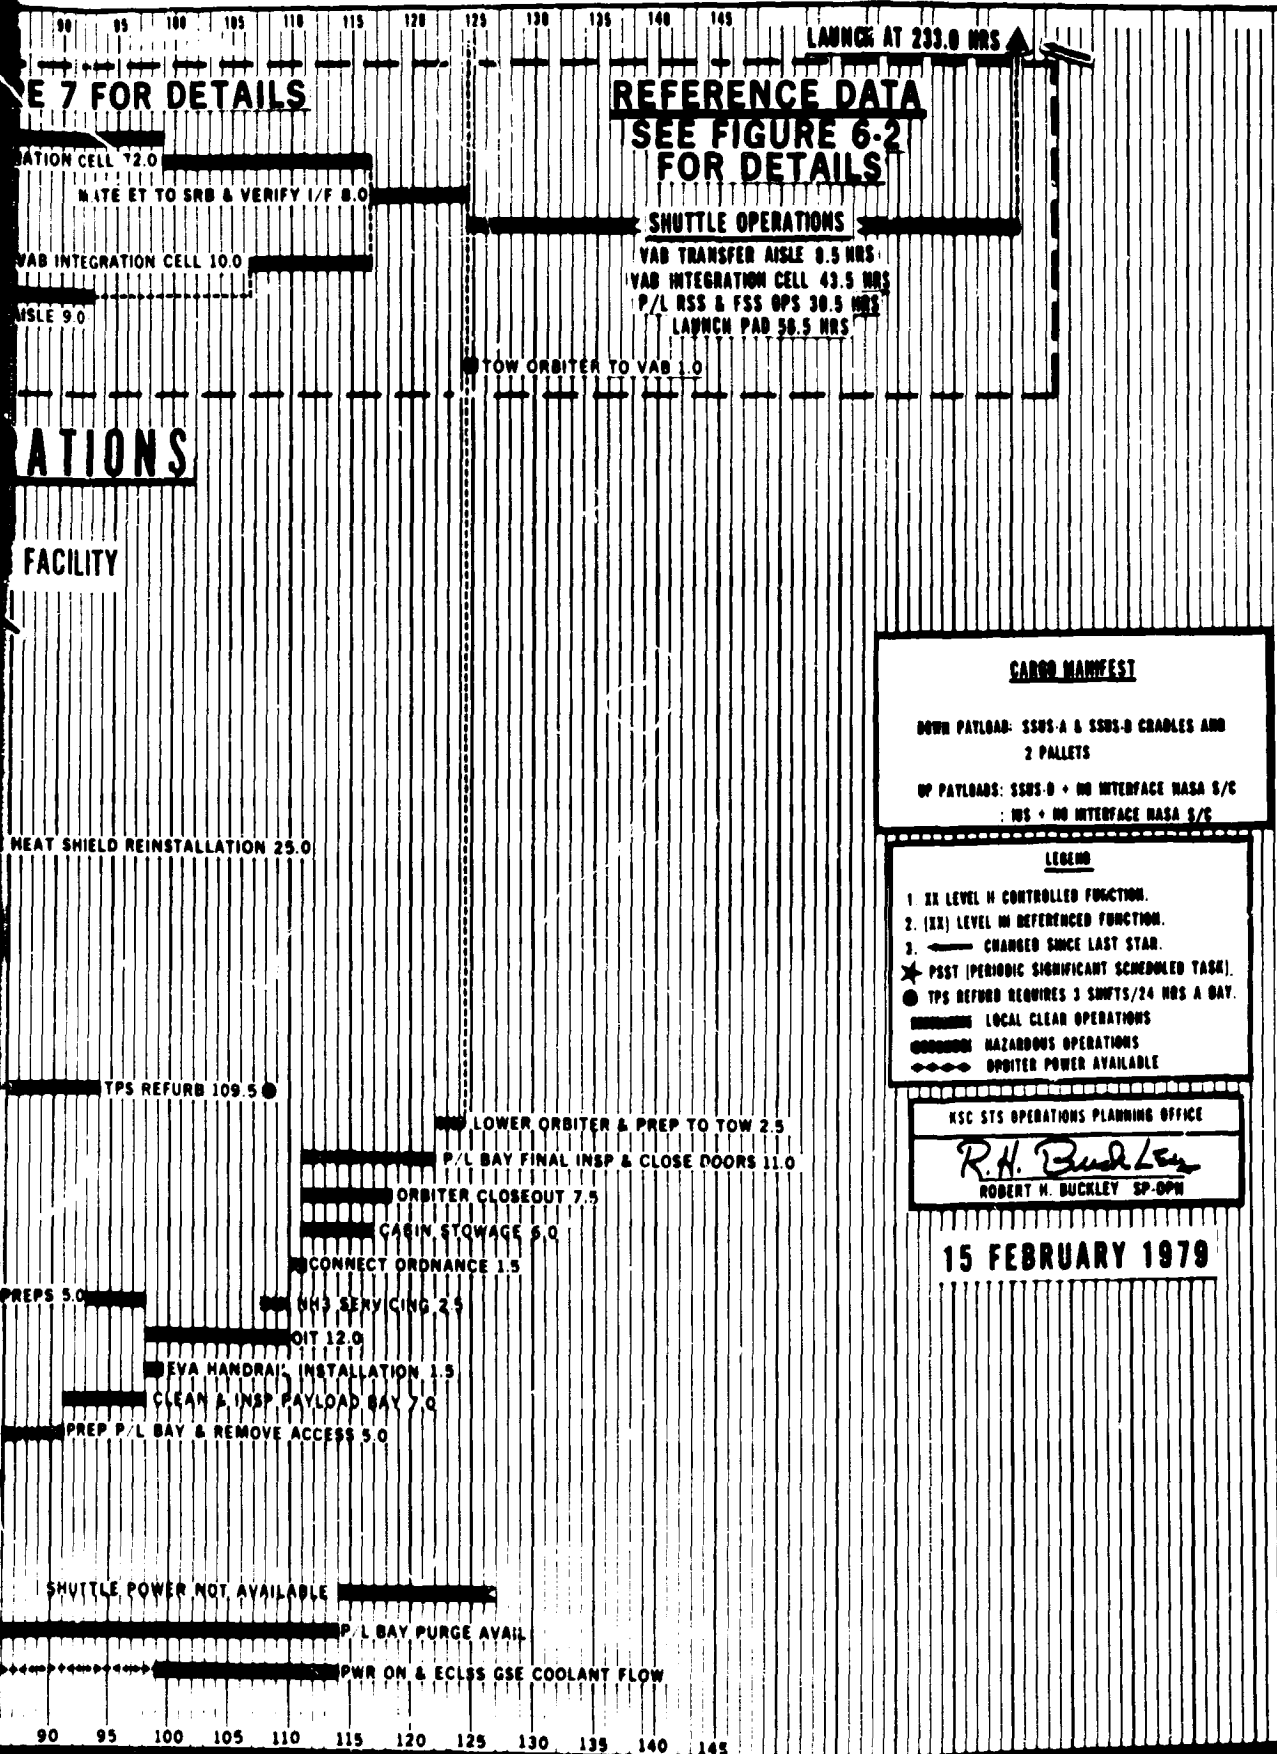 90 95 100 105 110 115 120 125 130 135 140 145
LAUNCH AT 233.0 HRS
E 7 FOR DETAILS
REFERENCE DATA
SEE FIGURE 6-2
FOR DETAILS
ATION CELL 72.0
MATE ET TO SRB & VERIFY I/F 8.0
SHUTTLE OPERATIONS
VAB TRANSFER AISLE 8.5 HRS
VAB INTEGRATION CELL 10.0
VAB INTEGRATION CELL 43.5 HRS
P/L RSS & FSS OPS 30.5 HRS
AISLE 9.0
LAUNCH PAD 56.5 HRS
TOW ORBITER TO VAB 1.0
ATIONS
FACILITY
CARGO MANIFEST
DOWN PAYLOAD: SSUS-A & SSUS-D CRADLES AND
2 PALLETS
UP PAYLOADS: SSUS-D + NO INTERFACE NASA S/C
: IUS + NO INTERFACE NASA S/C
HEAT SHIELD REINSTALLATION 25.0
LEGEND
1. XX LEVEL II CONTROLLED FUNCTION.
2. (XX) LEVEL III REFERENCED FUNCTION.
3. CHANGED SINCE LAST STAR.
PSST (PERIODIC SIGNIFICANT SCHEDULED TASK).
TPS REFURB REQUIRES 3 SHIFTS/24 HRS A DAY.
LOCAL CLEAR OPERATIONS
HAZARDOUS OPERATIONS
ORBITER POWER AVAILABLE
TPS REFURB 109.5
KSC STS OPERATIONS PLANNING OFFICE
R.H. Buckley
ROBERT H. BUCKLEY SP-OPN
15 FEBRUARY 1979
LOWER ORBITER & PREP TO TOW 2.5
P/L BAY FINAL INSP & CLOSE DOORS 11.0
ORBITER CLOSEOUT 7.5
CABIN STOWAGE 6.0
CONNECT ORDNANCE 1.5
PREPS 5.0
NH3 SERVICING 2.5
OIT 12.0
EVA HANDRAIL INSTALLATION 1.5
CLEAN & INSP PAYLOAD BAY 7.0
PREP P/L BAY & REMOVE ACCESS 5.0
SHUTTLE POWER NOT AVAILABLE
P/L BAY PURGE AVAIL
PWR ON & ECLSS GSE COOLANT FLOW
90 95 100 105 110 115 120 125 130 135 140 145